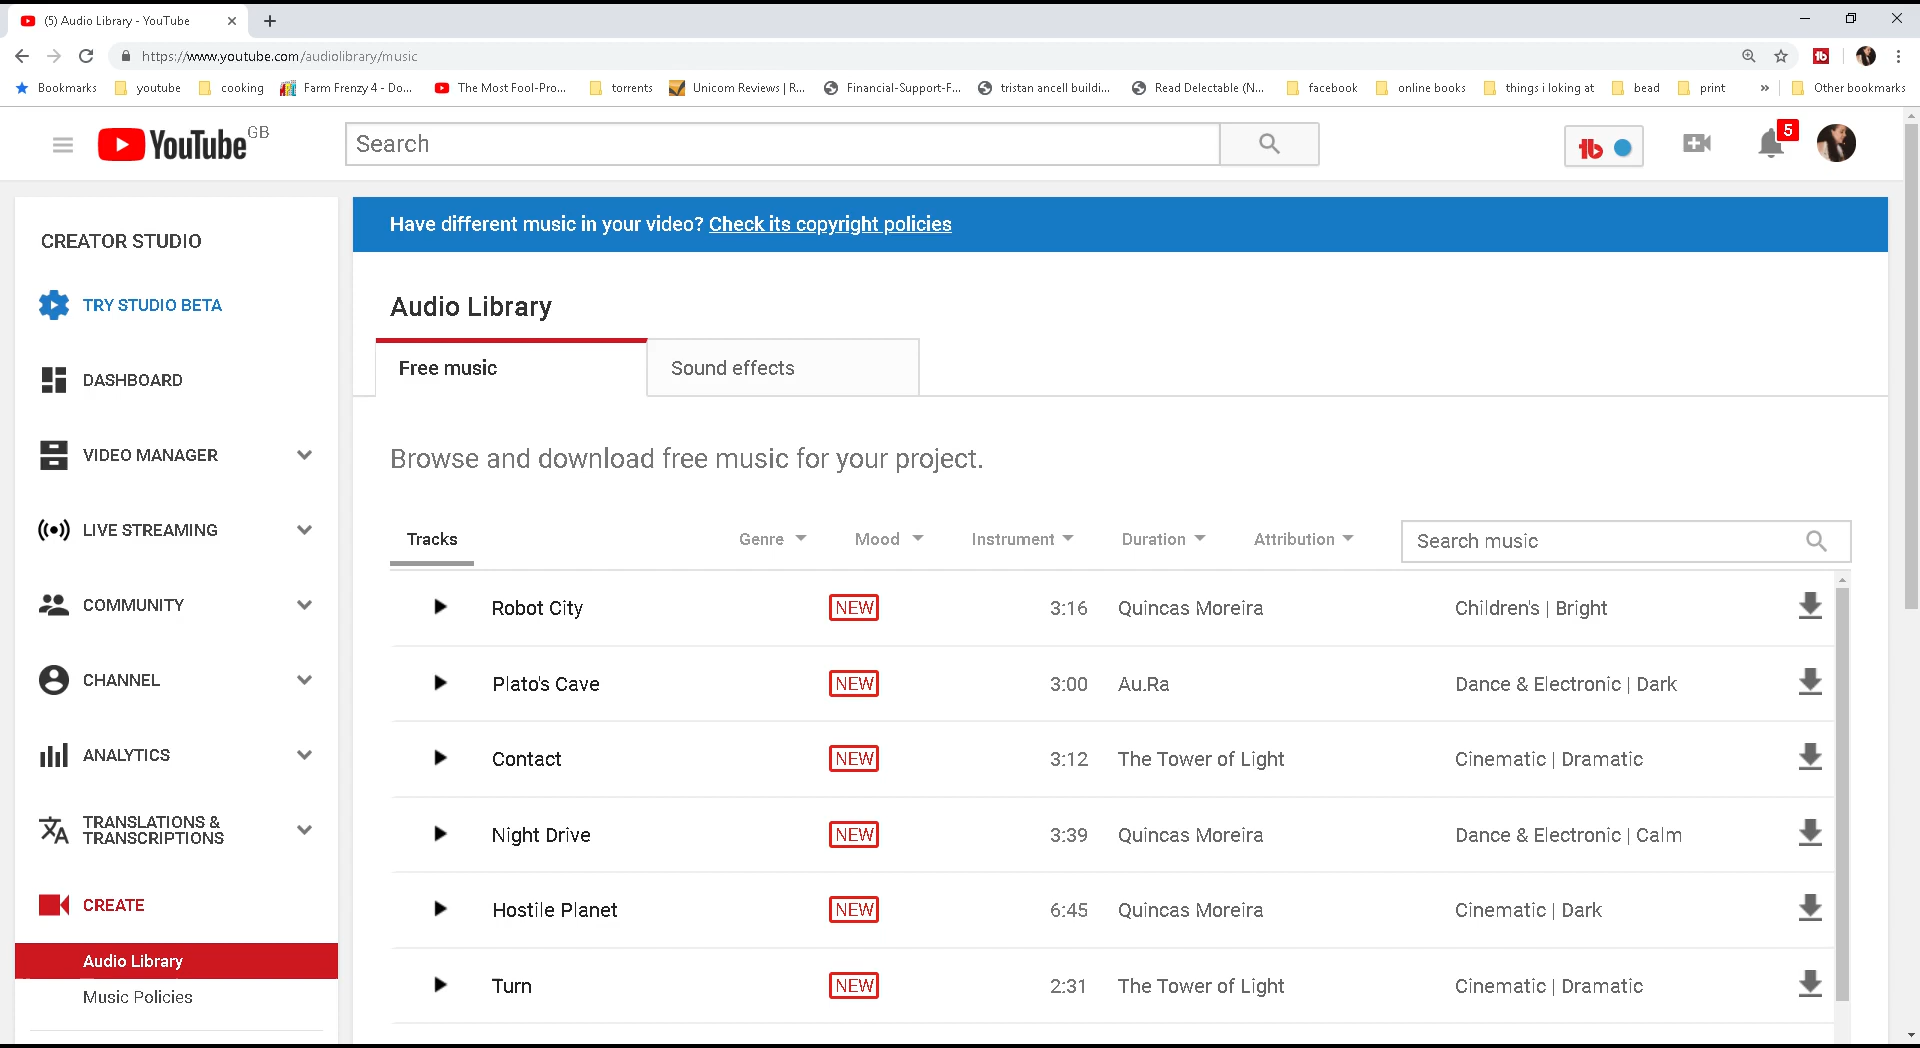 (5) Audio Library - YouTube
https://www.youtube.com/audiolibrary/music
Bookmarks youtube cooking Farm Frenzy 4 - Do... The Most Fool-Pro... torrents Unicorn Reviews | R... Financial-Support-F... tristan ancell buildi... Read Delectable (N... facebook online books things i loking at bead print » Other bookmarks
YouTube GB
Search
5
CREATOR STUDIO
TRY STUDIO BETA
DASHBOARD
VIDEO MANAGER
LIVE STREAMING
COMMUNITY
CHANNEL
ANALYTICS
TRANSLATIONS &
TRANSCRIPTIONS
CREATE
Audio Library
Music Policies
Have different music in your video? Check its copyright policies
Audio Library
Free music Sound effects
Browse and download free music for your project.
Tracks Genre Mood Instrument Duration Attribution Search music
Robot City NEW 3:16 Quincas Moreira Children's | Bright
Plato's Cave NEW 3:00 Au.Ra Dance & Electronic | Dark
Contact NEW 3:12 The Tower of Light Cinematic | Dramatic
Night Drive NEW 3:39 Quincas Moreira Dance & Electronic | Calm
Hostile Planet NEW 6:45 Quincas Moreira Cinematic | Dark
Turn NEW 2:31 The Tower of Light Cinematic | Dramatic